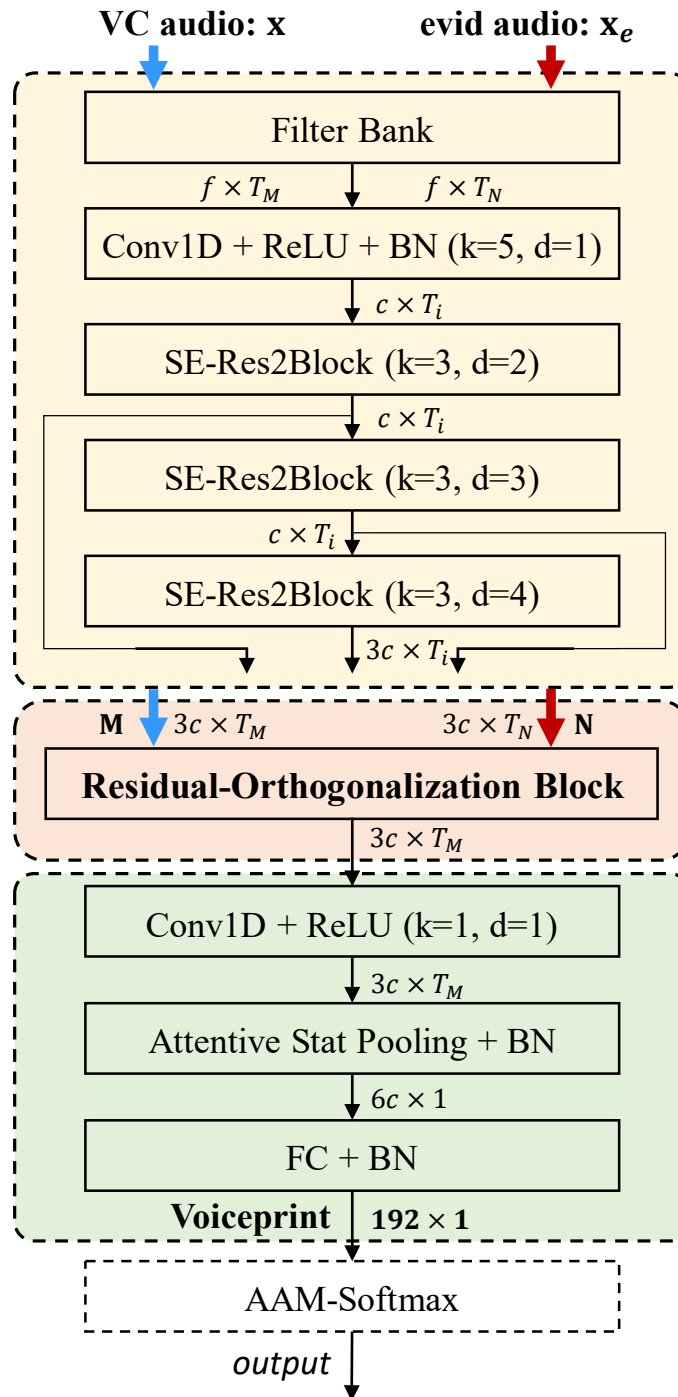 VC audio: x evid audio: xₑ
Filter Bank
f × T_M f × T_N
Conv1D + ReLU + BN (k=5, d=1)
c × T_i
SE-Res2Block (k=3, d=2)
c × T_i
SE-Res2Block (k=3, d=3)
c × T_i
SE-Res2Block (k=3, d=4)
3c × T_i
M 3c × T_M 3c × T_N N
Residual-Orthogonalization Block
3c × T_M
Conv1D + ReLU (k=1, d=1)
3c × T_M
Attentive Stat Pooling + BN
6c × 1
FC + BN
Voiceprint 192 × 1
AAM-Softmax
output